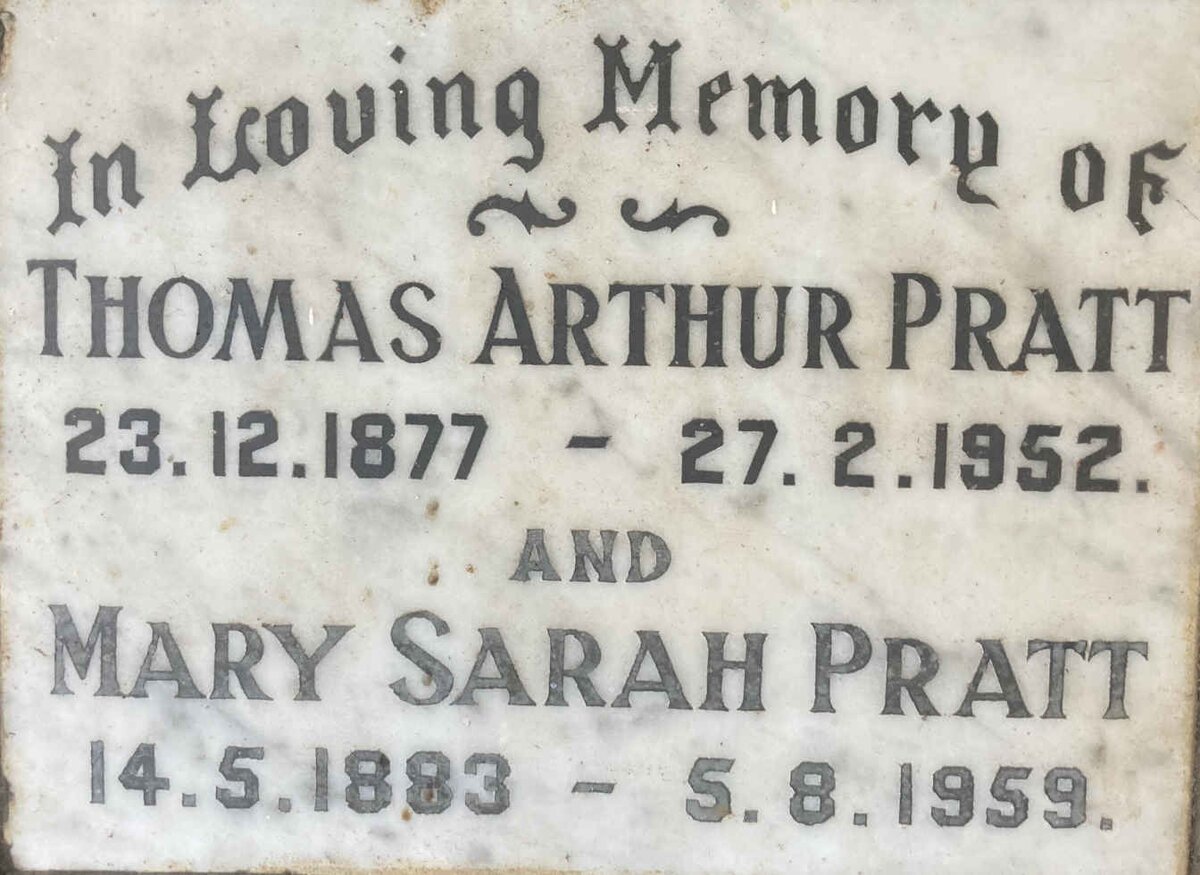 In Loving Memory of
THOMAS ARTHUR PRATT
23.12.1877 - 27.2.1952.
AND
MARY SARAH PRATT
14.5.1883 - 5.8.1959.